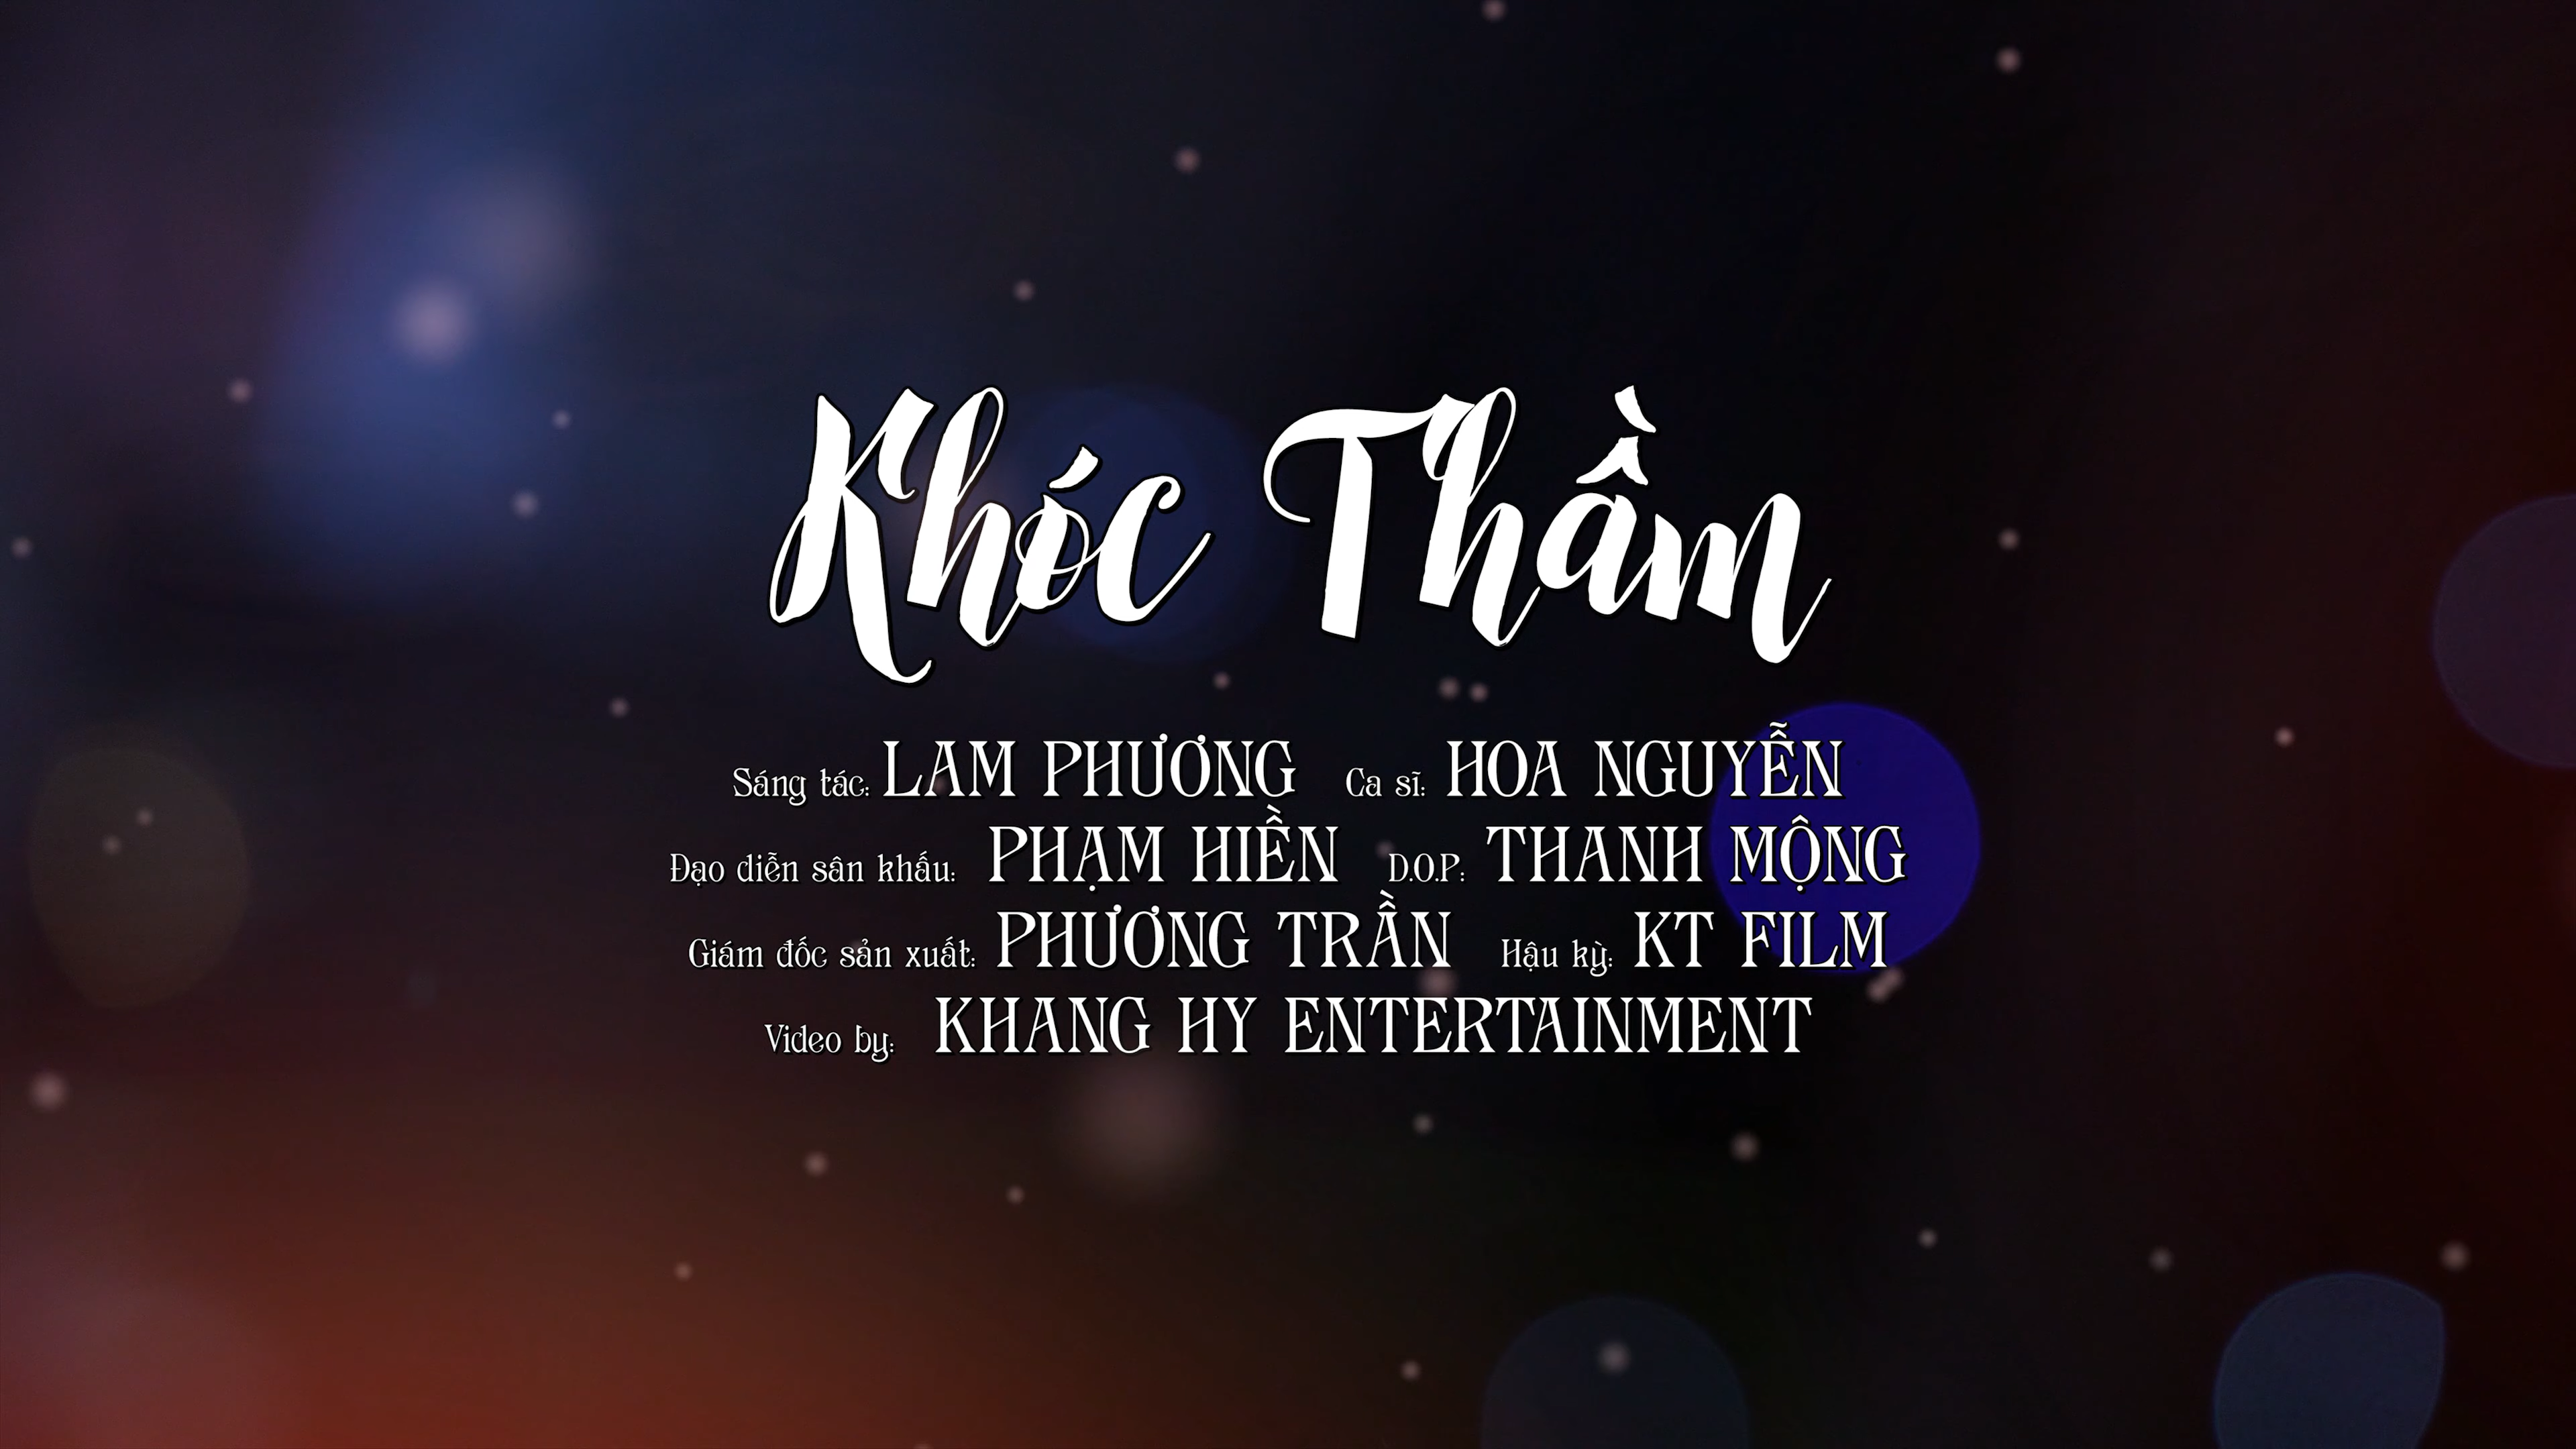 Khóc Thầm
Sáng tác: LAM PHƯƠNG Ca sĩ: HOA NGUYỄN
Đạo diễn sân khấu: PHẠM HIỀN D.O.P: THANH MỘNG
Giám đốc sản xuất: PHƯƠNG TRẦN Hậu kỳ: KT FILM
Video by: KHANG HY ENTERTAINMENT